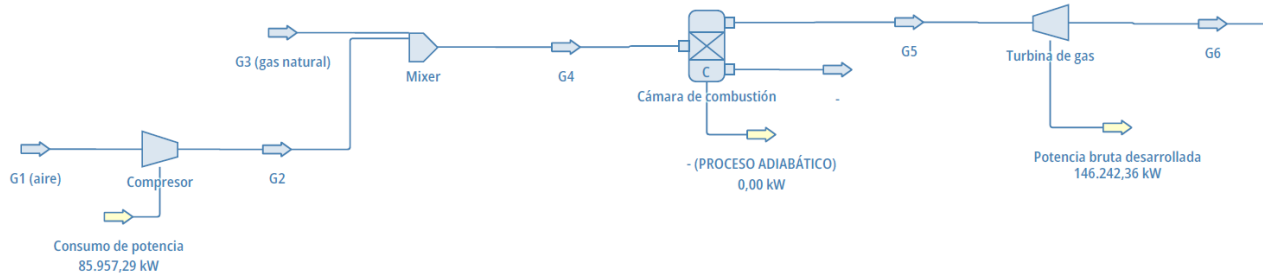 G3 (gas natural)
Mixer
G4
C
Cámara de combustión
-
G5
Turbina de gas
G6
G1 (aire)
Compresor
G2
- (PROCESO ADIABÁTICO)
0,00 kW
Potencia bruta desarrollada
146.242,36 kW
Consumo de potencia
85.957,29 kW